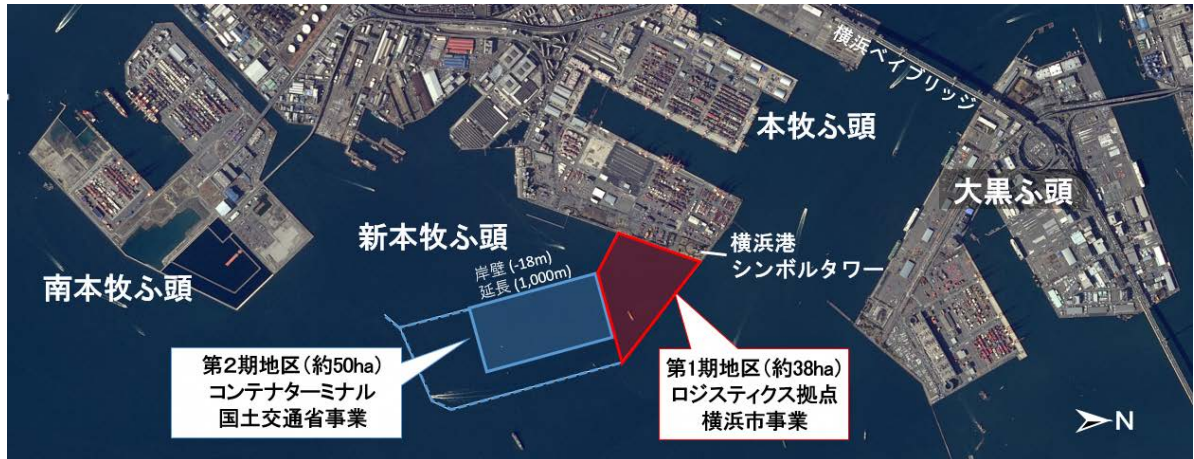 横浜ベイブリッジ
本牧ふ頭
大黒ふ頭
新本牧ふ頭
横浜港
シンボルタワー
岸壁 (-18m)
延長 (1,000m)
南本牧ふ頭
第2期地区(約50ha)
コンテナターミナル
国土交通省事業
第1期地区(約38ha)
ロジスティクス拠点
横浜市事業
N